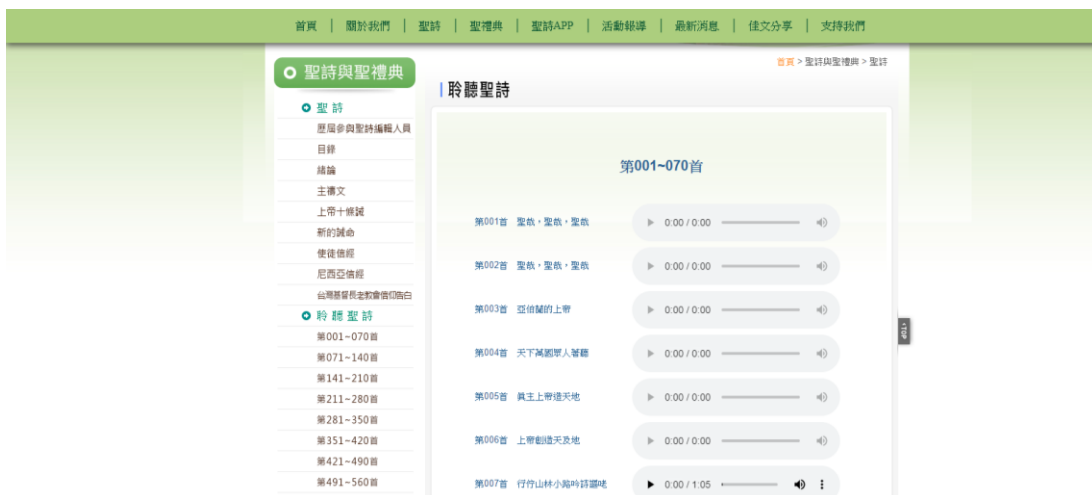 首頁 | 關於我們 | 聖詩 | 聖禮典 | 聖詩APP | 活動報導 | 最新消息 | 佳文分享 | 支持我們
首頁 > 聖詩與聖禮典 > 聖詩
聖詩與聖禮典
聆聽聖詩
聖 詩
歷屆參與聖詩編輯人員
目錄
緒論
主禱文
上帝十條誡
新的誡命
使徒信經
尼西亞信經
台灣基督長老教會信仰告白
聆 聽 聖 詩
第001~070首
第071~140首
第141~210首
第211~280首
第281~350首
第351~420首
第421~490首
第491~560首
第001~070首
第001首 聖哉，聖哉，聖哉 0:00 / 0:00
第002首 聖哉，聖哉，聖哉 0:00 / 0:00
第003首 亞伯蘭的上帝 0:00 / 0:00
第004首 天下萬國眾人著聽 0:00 / 0:00
第005首 真主上帝造天地 0:00 / 0:00
第006首 上帝創造天及地 0:00 / 0:00
第007首 行佇山林小路吟詩謳咾 0:00 / 1:05
TOP